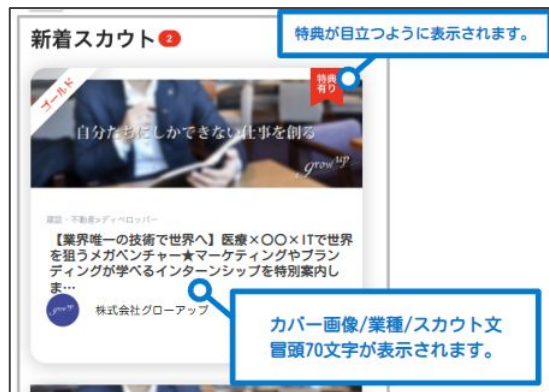 新着スカウト2
特典が目立つように表示されます。
ゴールド
特典
有り
自分たちにしかできない仕事を創る
grow up
建設・不動産>ディベロッパー
【業界唯一の技術で世界へ】医療×〇〇×ITで世界
を狙うメガベンチャー★マーケティングやブラン
ディングが学べるインターンシップを特別案内し
ま…
grow up
株式会社グローアップ
カバー画像/業種/スカウト文
冒頭70文字が表示されます。